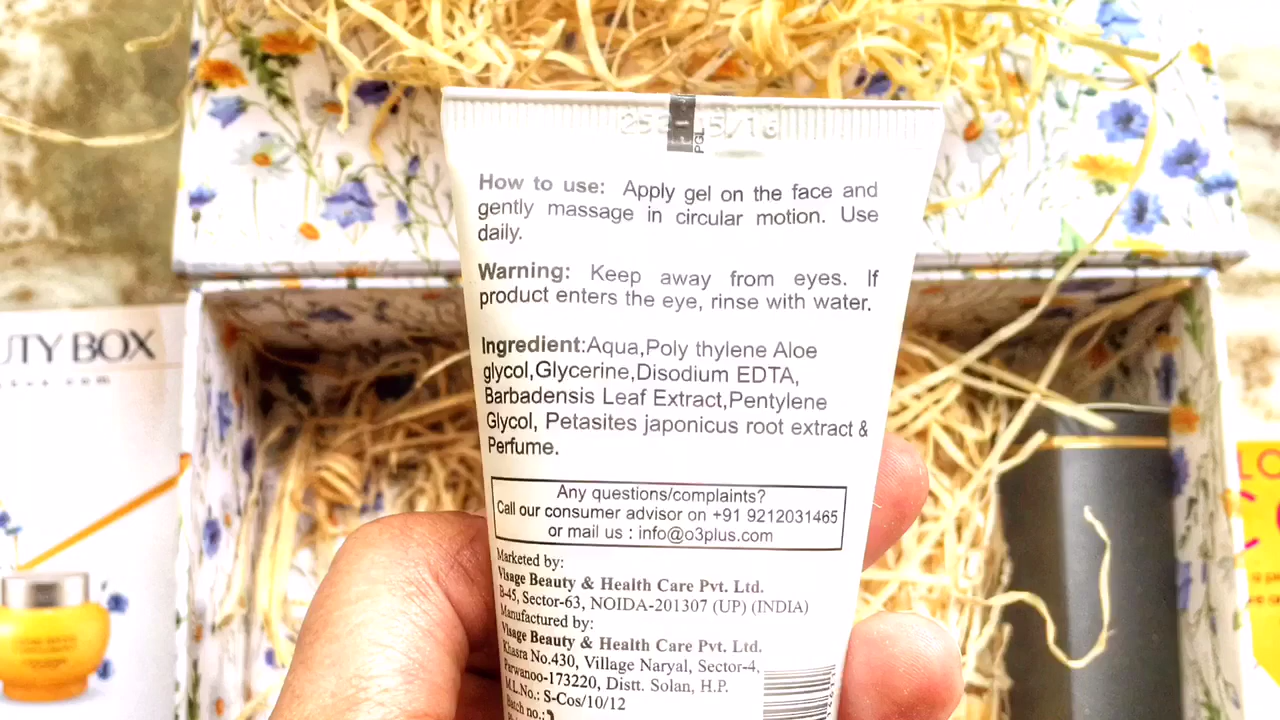 UTY BOX
PGL
How to use: Apply gel on the face and
gently massage in circular motion. Use
daily.
Warning: Keep away from eyes. If
product enters the eye, rinse with water.
Ingredient:Aqua,Poly thylene Aloe
glycol,Glycerine,Disodium EDTA,
Barbadensis Leaf Extract,Pentylene
Glycol, Petasites japonicus root extract &
Perfume.
Any questions/complaints?
Call our consumer advisor on +91 9212031465
or mail us : info@o3plus.com
Marketed by:
Visage Beauty & Health Care Pvt. Ltd.
B-45, Sector-63, NOIDA-201307 (UP) (INDIA)
Manufactured by:
Visage Beauty & Health Care Pvt. Ltd.
Khasra No.430, Village Naryal, Sector-4,
Parwanoo-173220, Distt. Solan, H.P.
M.L.No.: S-Cos/10/12
Batch no.: